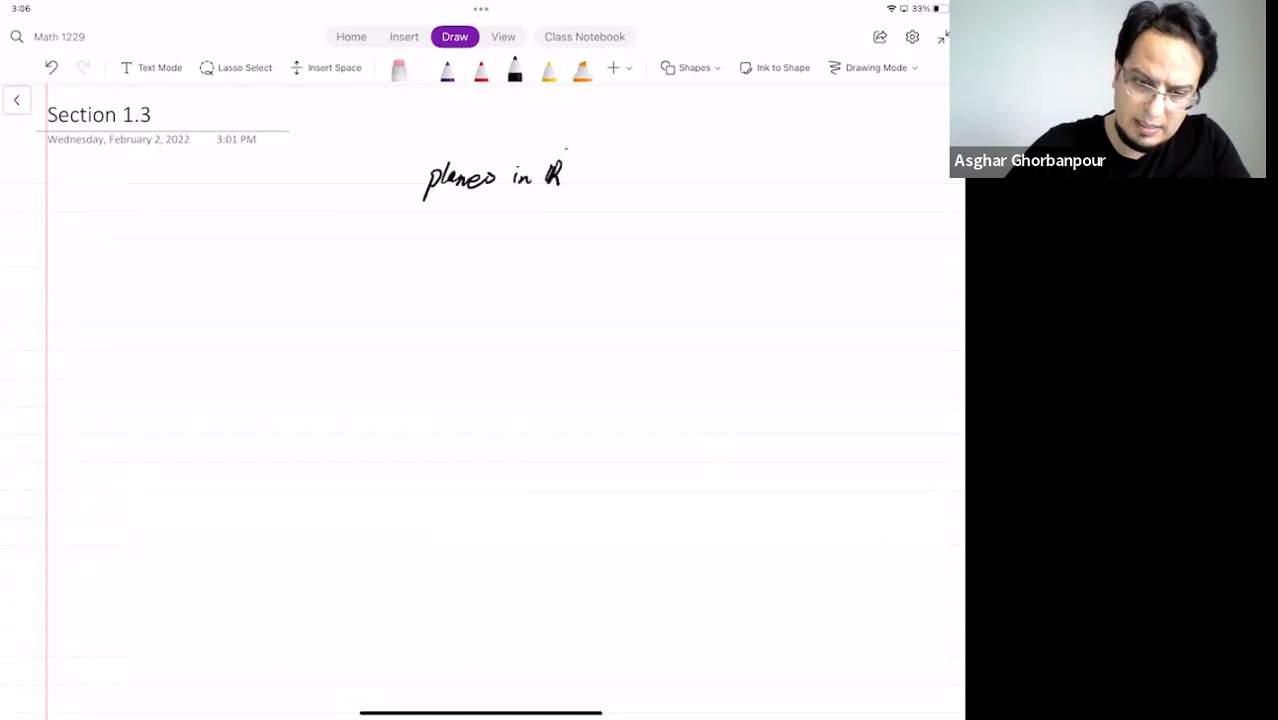 3:06
33%
Math 1229
Home Insert Draw View Class Notebook
Text Mode Lasso Select Insert Space Shapes Ink to Shape Drawing Mode
Section 1.3
Wednesday, February 2, 2022 3:01 PM
planes in ℝ
Asghar Ghorbanpour